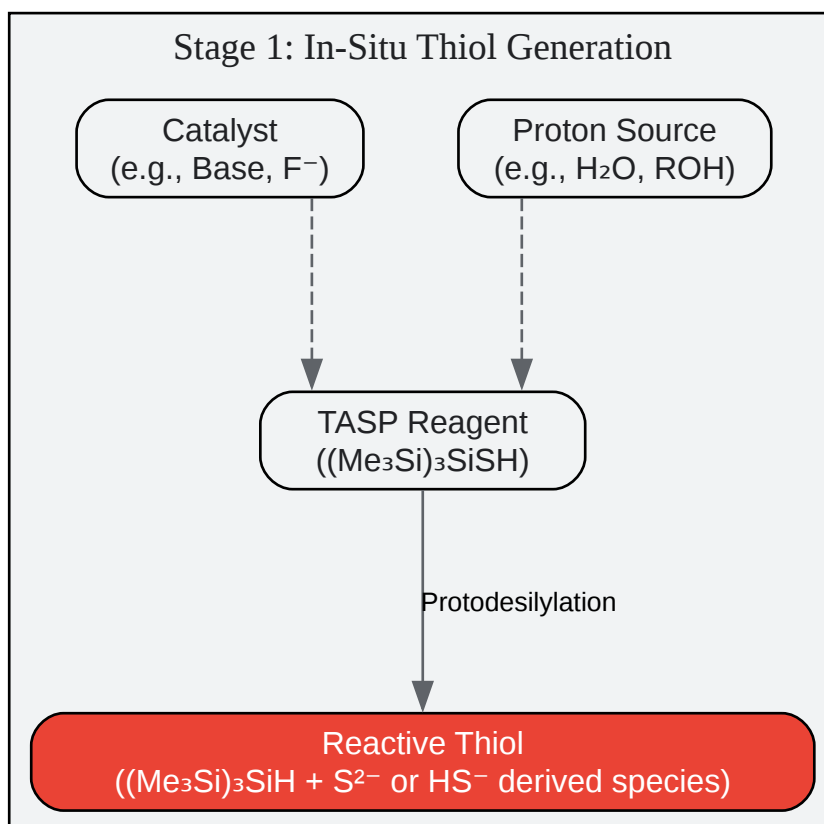 Stage 1: In-Situ Thiol Generation
Catalyst
(e.g., Base, F⁻)
Proton Source
(e.g., H₂O, ROH)
TASP Reagent
((Me₃Si)₃SiSH)
Protodesilylation
Reactive Thiol
((Me₃Si)₃SiH + S²⁻ or HS⁻ derived species)